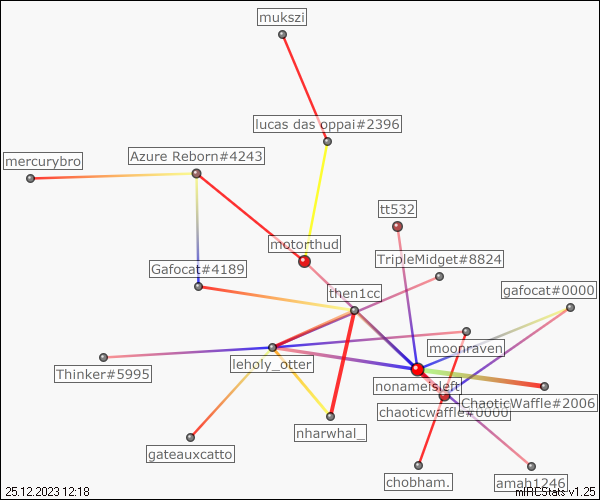 mukszi
lucas das oppai#2396
mercurybro
Azure Reborn#4243
tt532
motorthud
TripleMidget#8824
Gafocat#4189
gafocat#0000
then1cc
moonraven
leholy_otter
Thinker#5995
nonameisleft
ChaoticWaffle#2006
chaoticwaffle#0000
nharwhal_
gateauxcatto
chobham.
amah1246
25.12.2023 12:18
mIRCStats v1.25